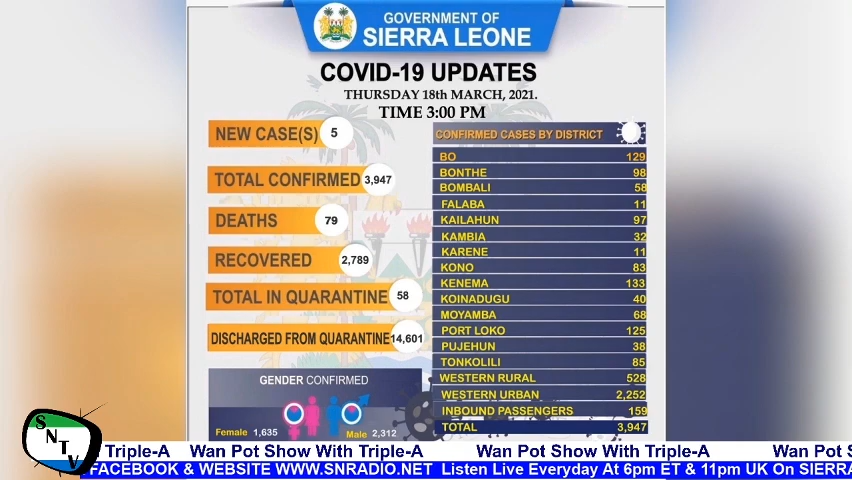 GOVERNMENT OF
SIERRA LEONE
COVID-19 UPDATES
THURSDAY 18th MARCH, 2021.
TIME 3:00 PM
NEW CASE(S) 5
TOTAL CONFIRMED 3,947
DEATHS 79
RECOVERED 2,789
TOTAL IN QUARANTINE 58
DISCHARGED FROM QUARANTINE 14,601
GENDER CONFIRMED
Female 1,635 Male 2,312
CONFIRMED CASES BY DISTRICT
BO 129
BONTHE 98
BOMBALI 58
FALABA 11
KAILAHUN 97
KAMBIA 32
KARENE 11
KONO 83
KENEMA 133
KOINADUGU 40
MOYAMBA 68
PORT LOKO 125
PUJEHUN 38
TONKOLILI 85
WESTERN RURAL 528
WESTERN URBAN 2,252
INBOUND PASSENGERS 159
TOTAL 3,947
SNTV
Triple-A Wan Pot Show With Triple-A Wan Pot Show With Triple-A Wan Pot S
FACEBOOK & WEBSITE WWW.SNRADIO.NET Listen Live Everyday At 6pm ET & 11pm UK On SIERRA